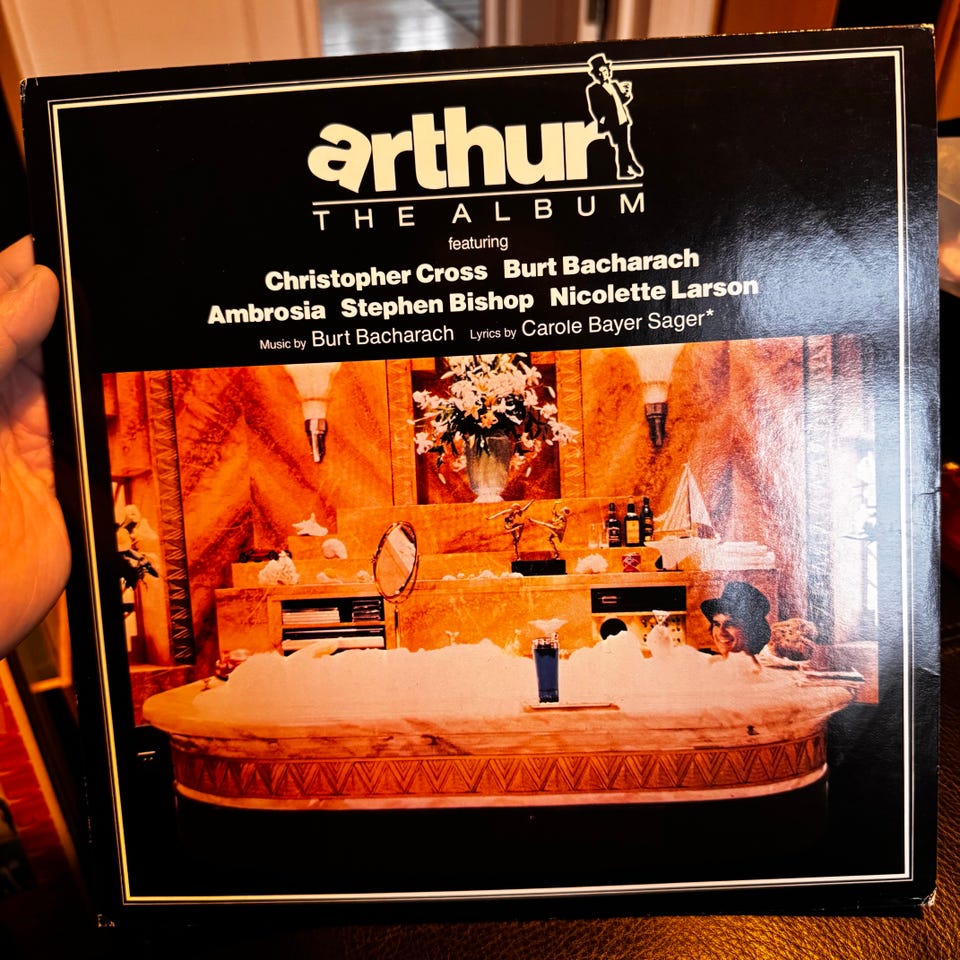 arthur
THE ALBUM
featuring
Christopher Cross Burt Bacharach
Ambrosia Stephen Bishop Nicolette Larson
Music by Burt Bacharach Lyrics by Carole Bayer Sager*